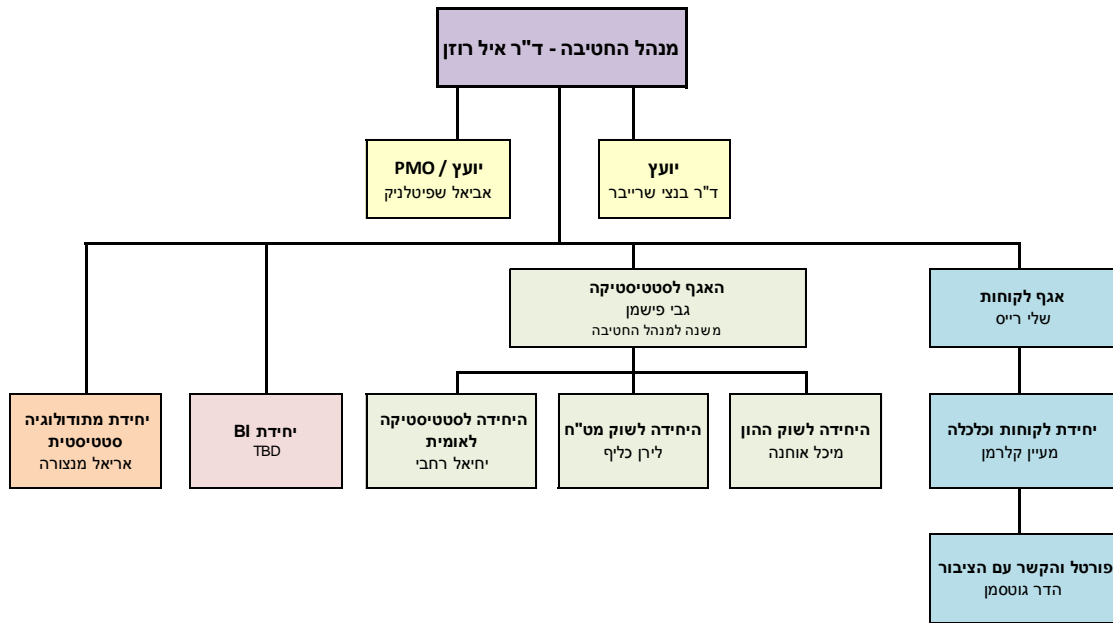 מנהל החטיבה - ד"ר איל רוזן
יועץ
ד"ר בנצי שרייבר
יועץ / PMO
אביאל שפיטלניק
אגף לקוחות
שלי רייס
האגף לסטטיסטיקה
גבי פישמן
משנה למנהל החטיבה
יחידת לקוחות וכלכלה
מעיין קלרמן
היחידה לשוק ההון
מיכל אוחנה
היחידה לשוק מט"ח
לירן כליף
היחידה לסטטיסטיקה
לאומית
יחיאל רחבי
יחידת BI
TBD
יחידת מתודולוגיה
סטטיסטית
אריאל מנצורה
פורטל והקשר עם הציבור
הדר גוטסמן